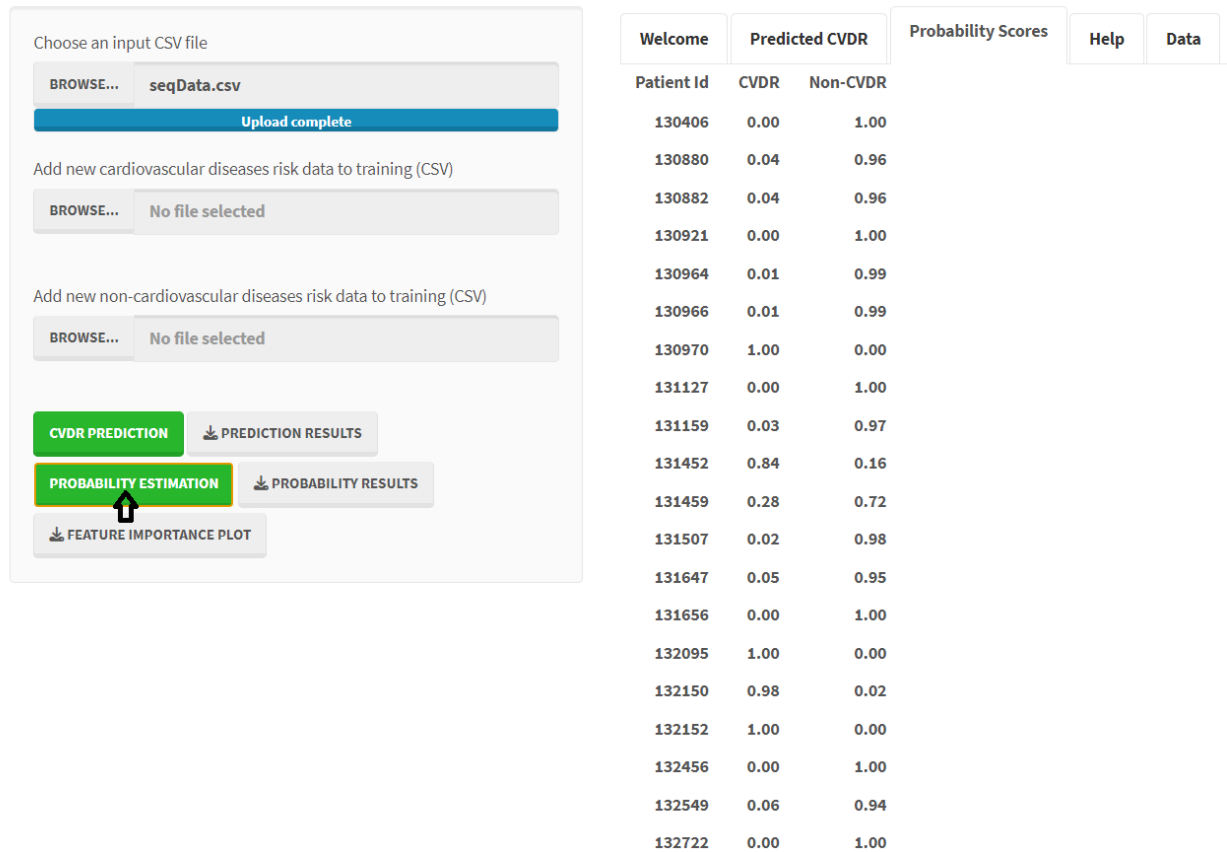 Choose an input CSV file
BROWSE... seqData.csv
Upload complete
Add new cardiovascular diseases risk data to training (CSV)
BROWSE... No file selected
Add new non-cardiovascular diseases risk data to training (CSV)
BROWSE... No file selected
CVDR PREDICTION PREDICTION RESULTS
PROBABILITY ESTIMATION PROBABILITY RESULTS
FEATURE IMPORTANCE PLOT
Welcome Predicted CVDR Probability Scores Help Data
Patient Id CVDR Non-CVDR
130406 0.00 1.00
130880 0.04 0.96
130882 0.04 0.96
130921 0.00 1.00
130964 0.01 0.99
130966 0.01 0.99
130970 1.00 0.00
131127 0.00 1.00
131159 0.03 0.97
131452 0.84 0.16
131459 0.28 0.72
131507 0.02 0.98
131647 0.05 0.95
131656 0.00 1.00
132095 1.00 0.00
132150 0.98 0.02
132152 1.00 0.00
132456 0.00 1.00
132549 0.06 0.94
132722 0.00 1.00